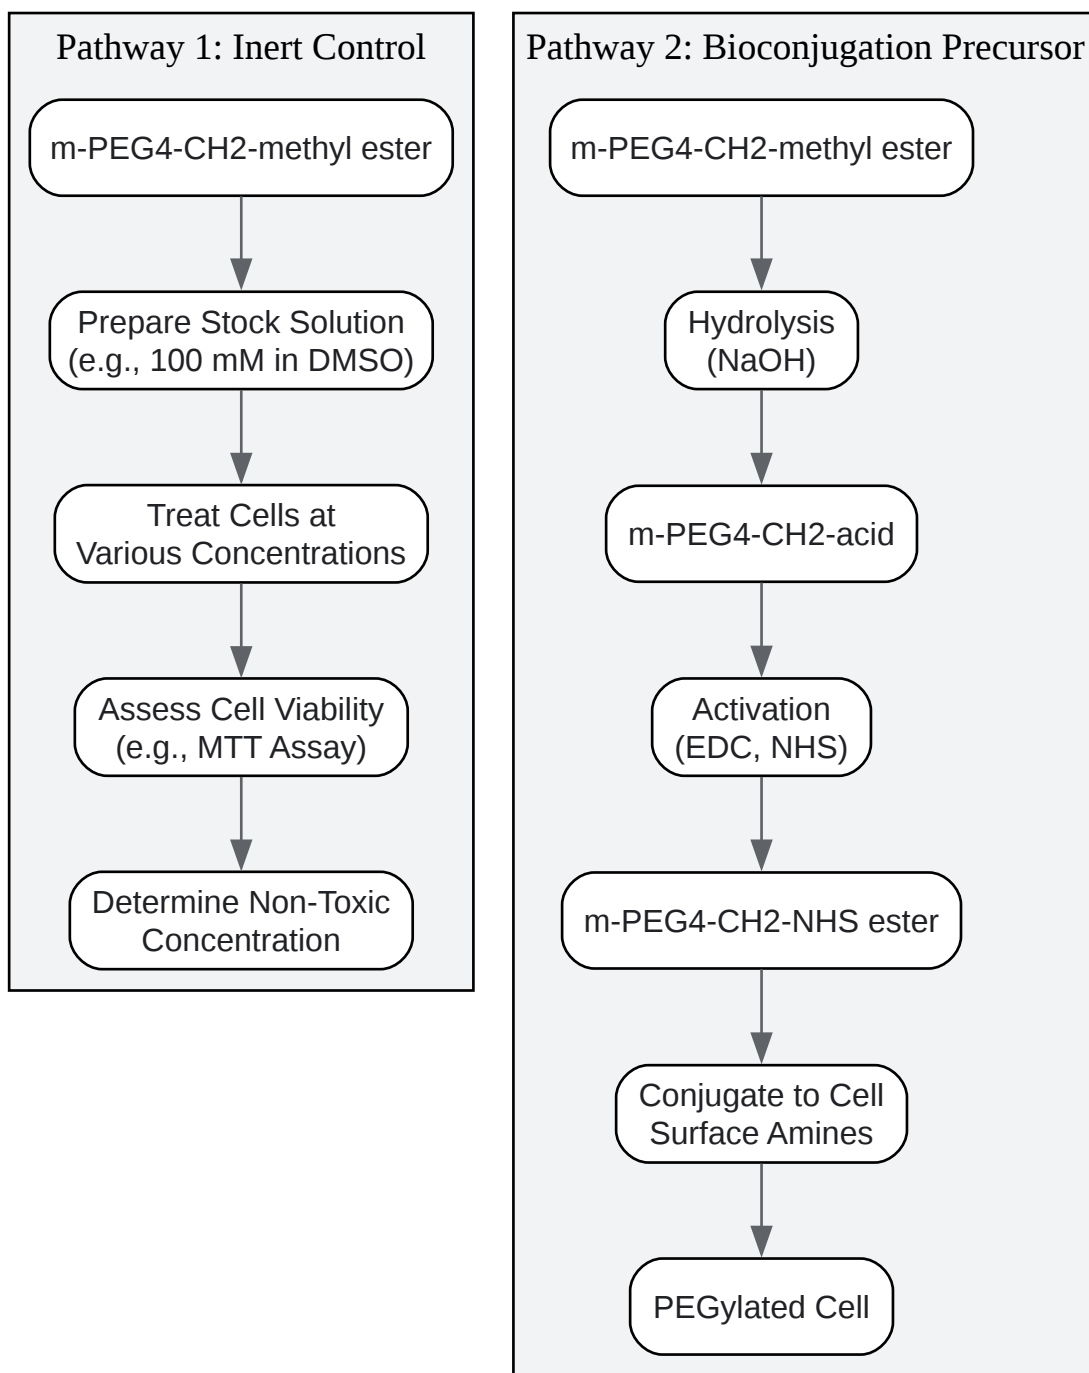 Pathway 1: Inert Control
m-PEG4-CH2-methyl ester
Prepare Stock Solution
(e.g., 100 mM in DMSO)
Treat Cells at
Various Concentrations
Assess Cell Viability
(e.g., MTT Assay)
Determine Non-Toxic
Concentration
Pathway 2: Bioconjugation Precursor
m-PEG4-CH2-methyl ester
Hydrolysis
(NaOH)
m-PEG4-CH2-acid
Activation
(EDC, NHS)
m-PEG4-CH2-NHS ester
Conjugate to Cell
Surface Amines
PEGylated Cell